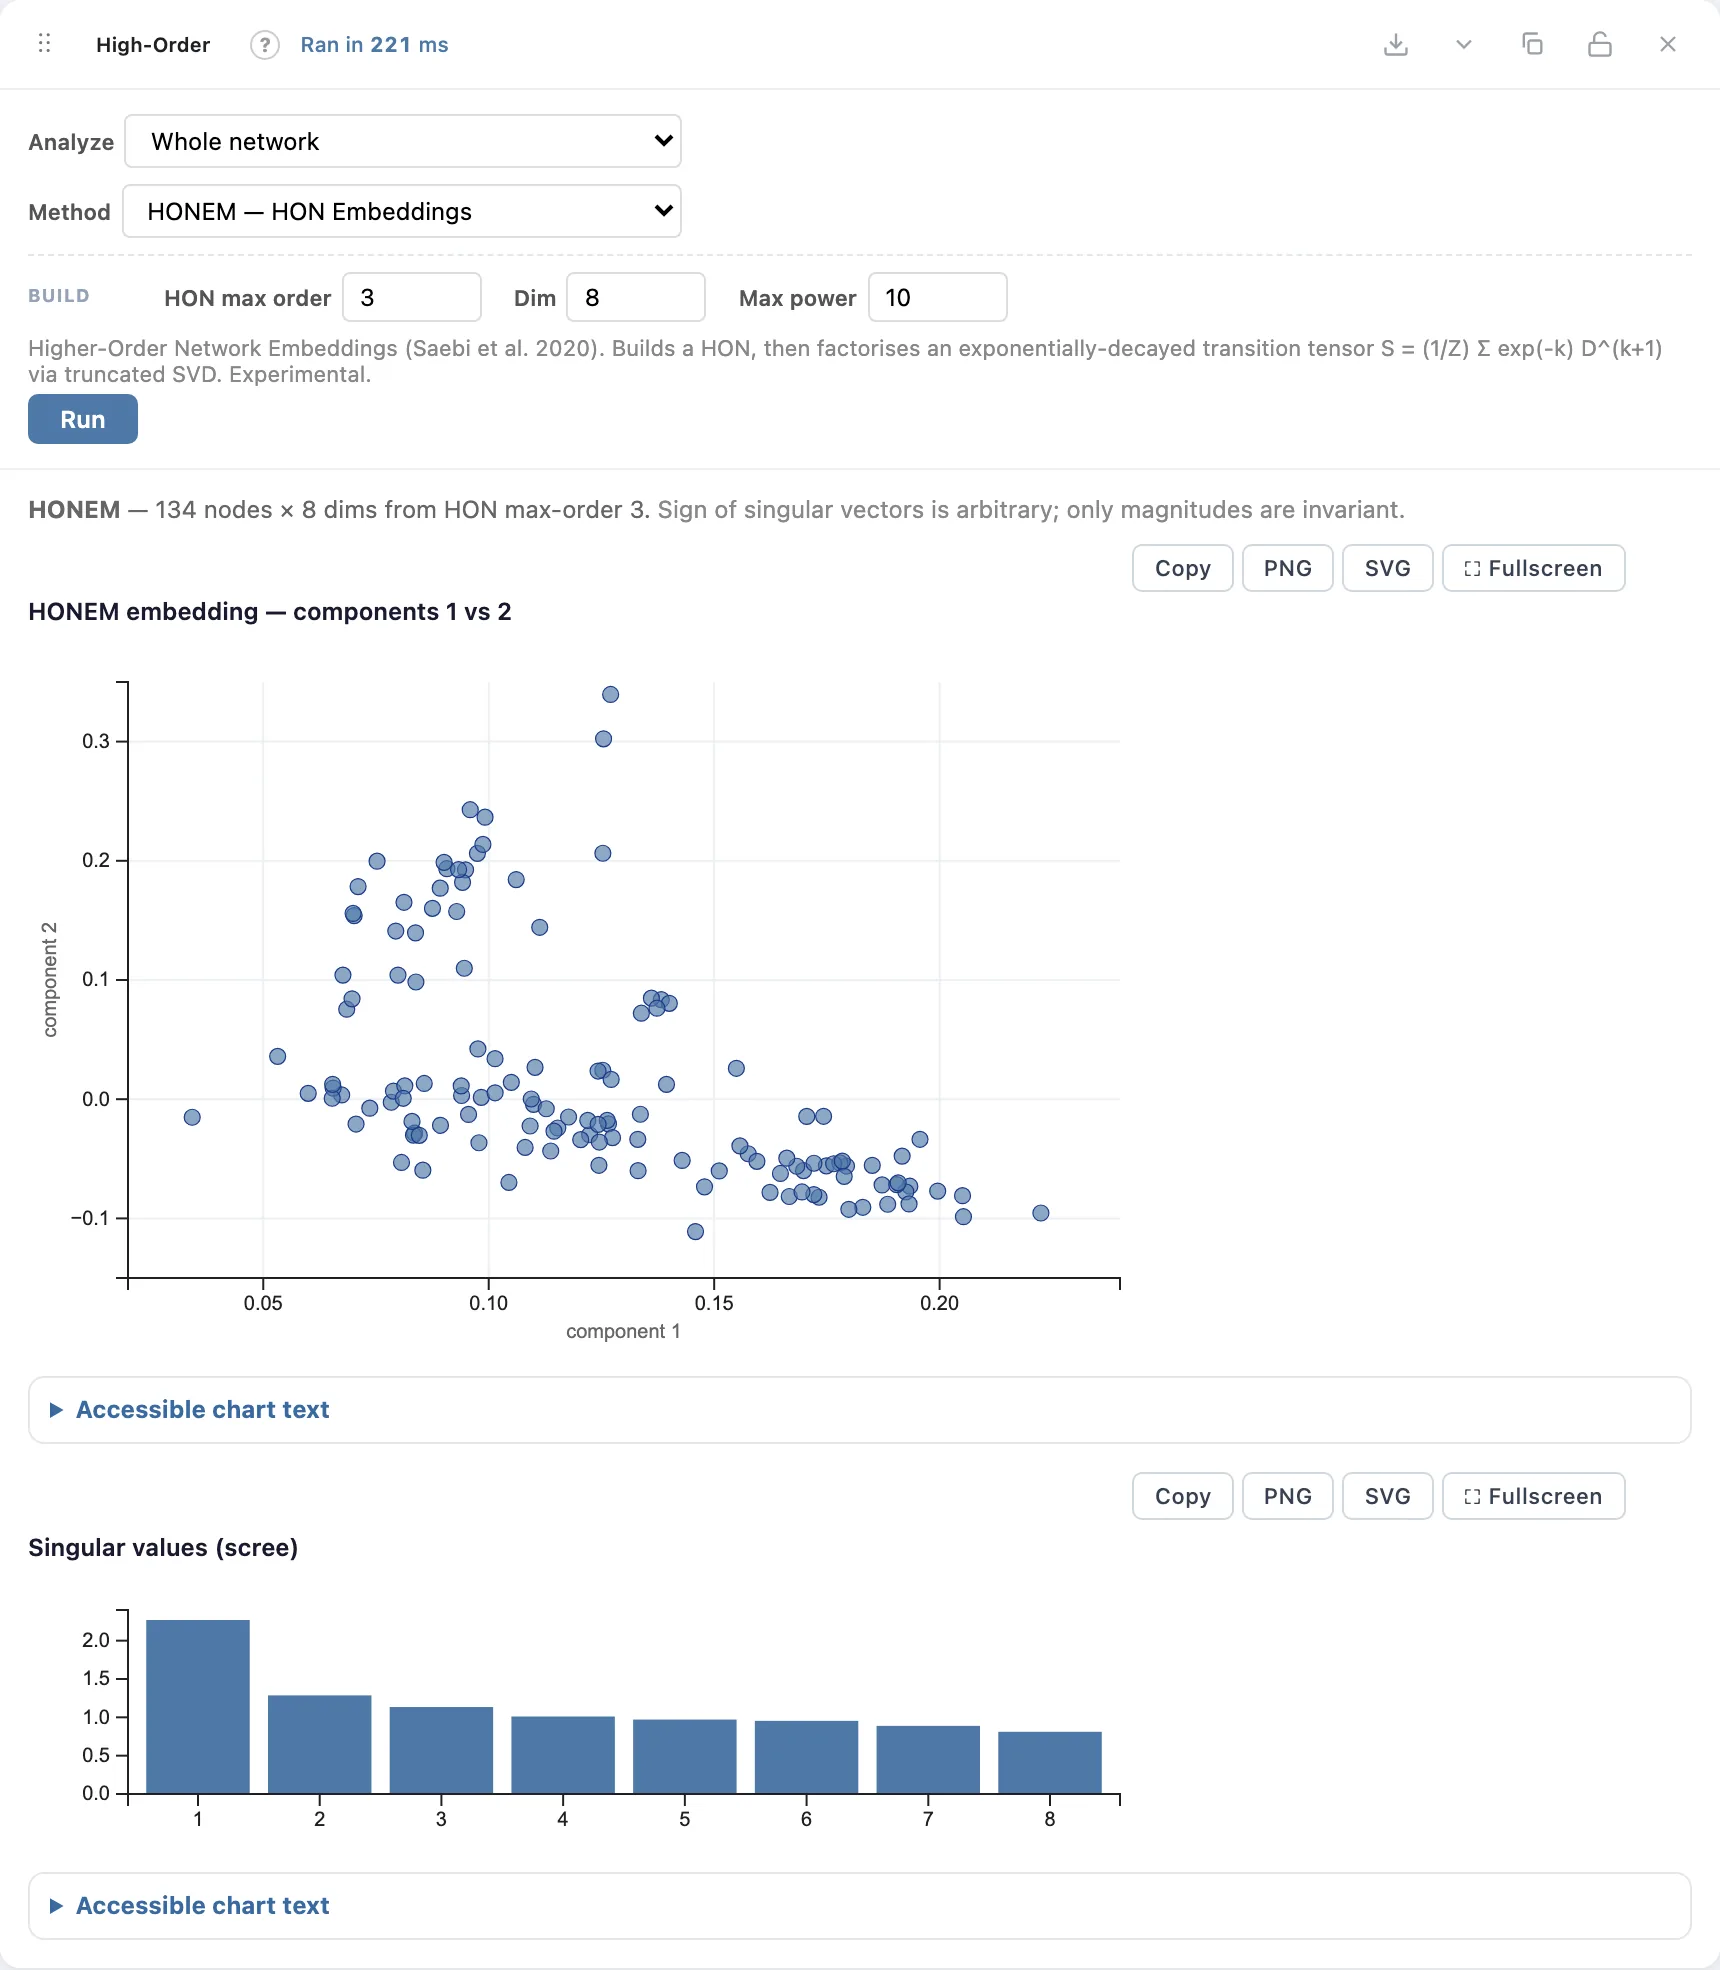 High-Order ? Ran in 221 ms
Analyze Whole network
Method HONEM — HON Embeddings
BUILD HON max order 3 Dim 8 Max power 10
Higher-Order Network Embeddings (Saebi et al. 2020). Builds a HON, then factorises an exponentially-decayed transition tensor S = (1/Z) Σ exp(-k) D^(k+1)
via truncated SVD. Experimental.
Run
HONEM — 134 nodes × 8 dims from HON max-order 3. Sign of singular vectors is arbitrary; only magnitudes are invariant.
Copy PNG SVG Fullscreen
HONEM embedding — components 1 vs 2
0.3
0.2
0.1
0.0
−0.1
component 2
0.05 0.10 0.15 0.20
component 1
Accessible chart text
Copy PNG SVG Fullscreen
Singular values (scree)
2.0
1.5
1.0
0.5
0.0
1 2 3 4 5 6 7 8
Accessible chart text